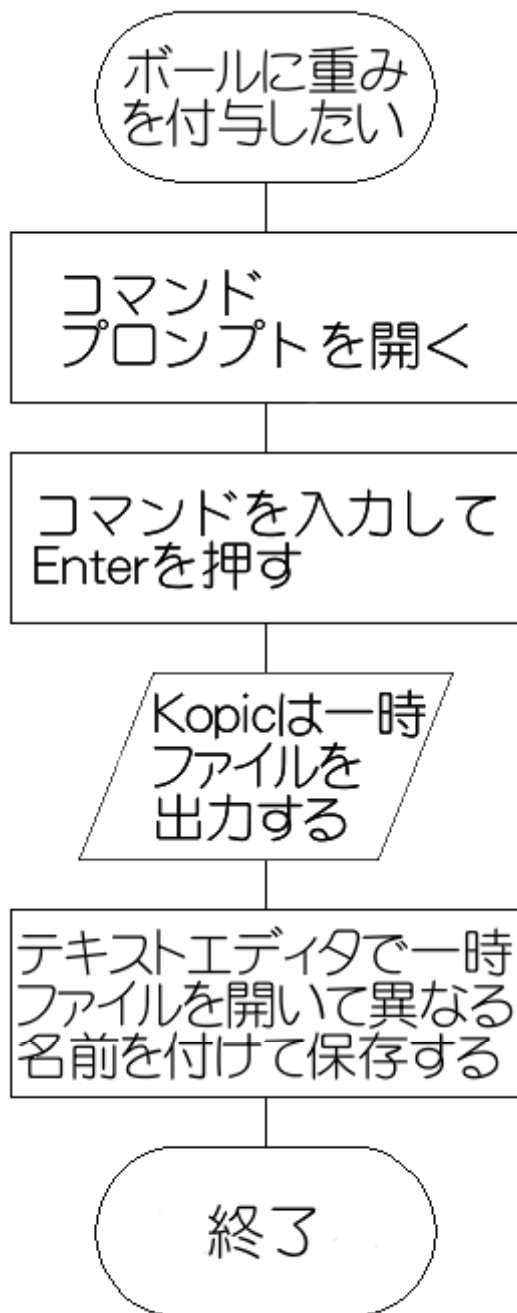 ボールに重み
を付与したい
コマンド
プロンプトを開く
コマンドを入力して
Enterを押す
Kopicは一時
ファイルを
出力する
テキストエディタで一時
ファイルを開いて異なる
名前を付けて保存する
終了